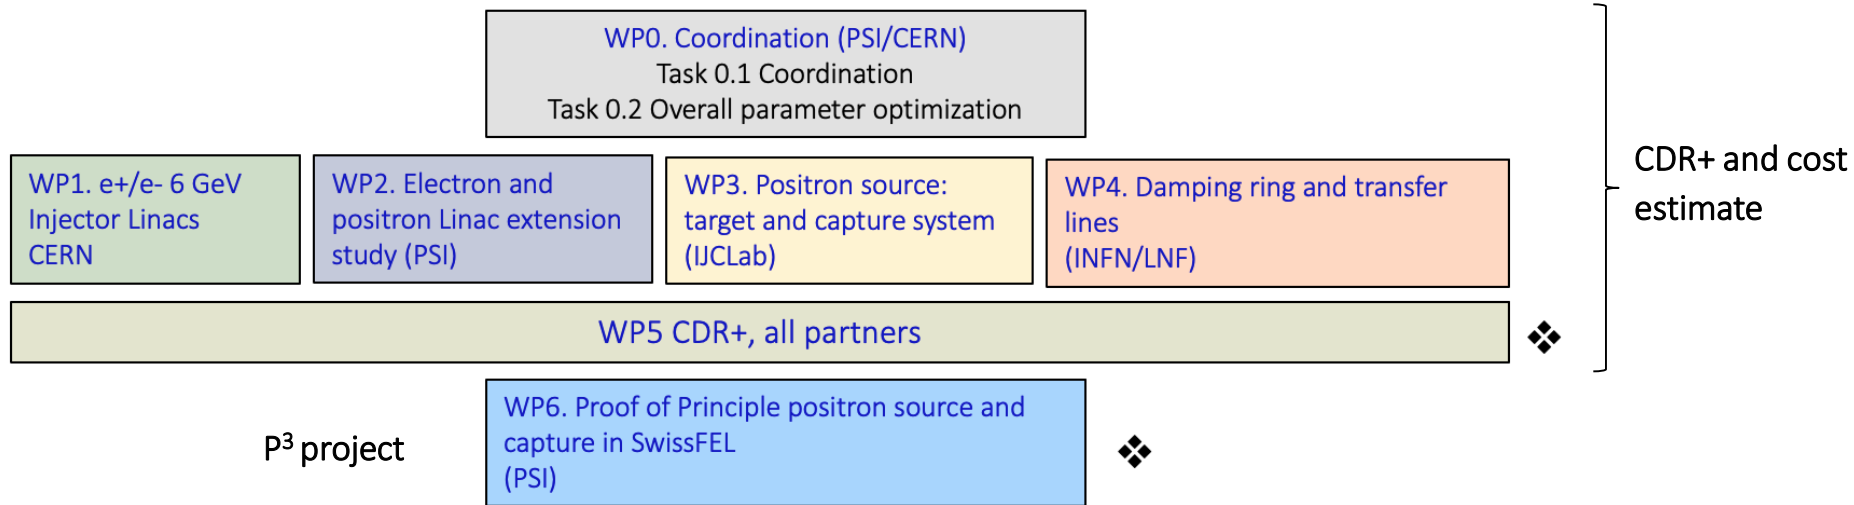 WP0. Coordination (PSI/CERN)
Task 0.1 Coordination
Task 0.2 Overall parameter optimization
WP1. e+/e- 6 GeV
Injector Linacs
CERN
WP2. Electron and
positron Linac extension
study (PSI)
WP3. Positron source:
target and capture system
(IJCLab)
WP4. Damping ring and transfer
lines
(INFN/LNF)
CDR+ and cost
estimate
WP5 CDR+, all partners
P³ project
WP6. Proof of Principle positron source and
capture in SwissFEL
(PSI)